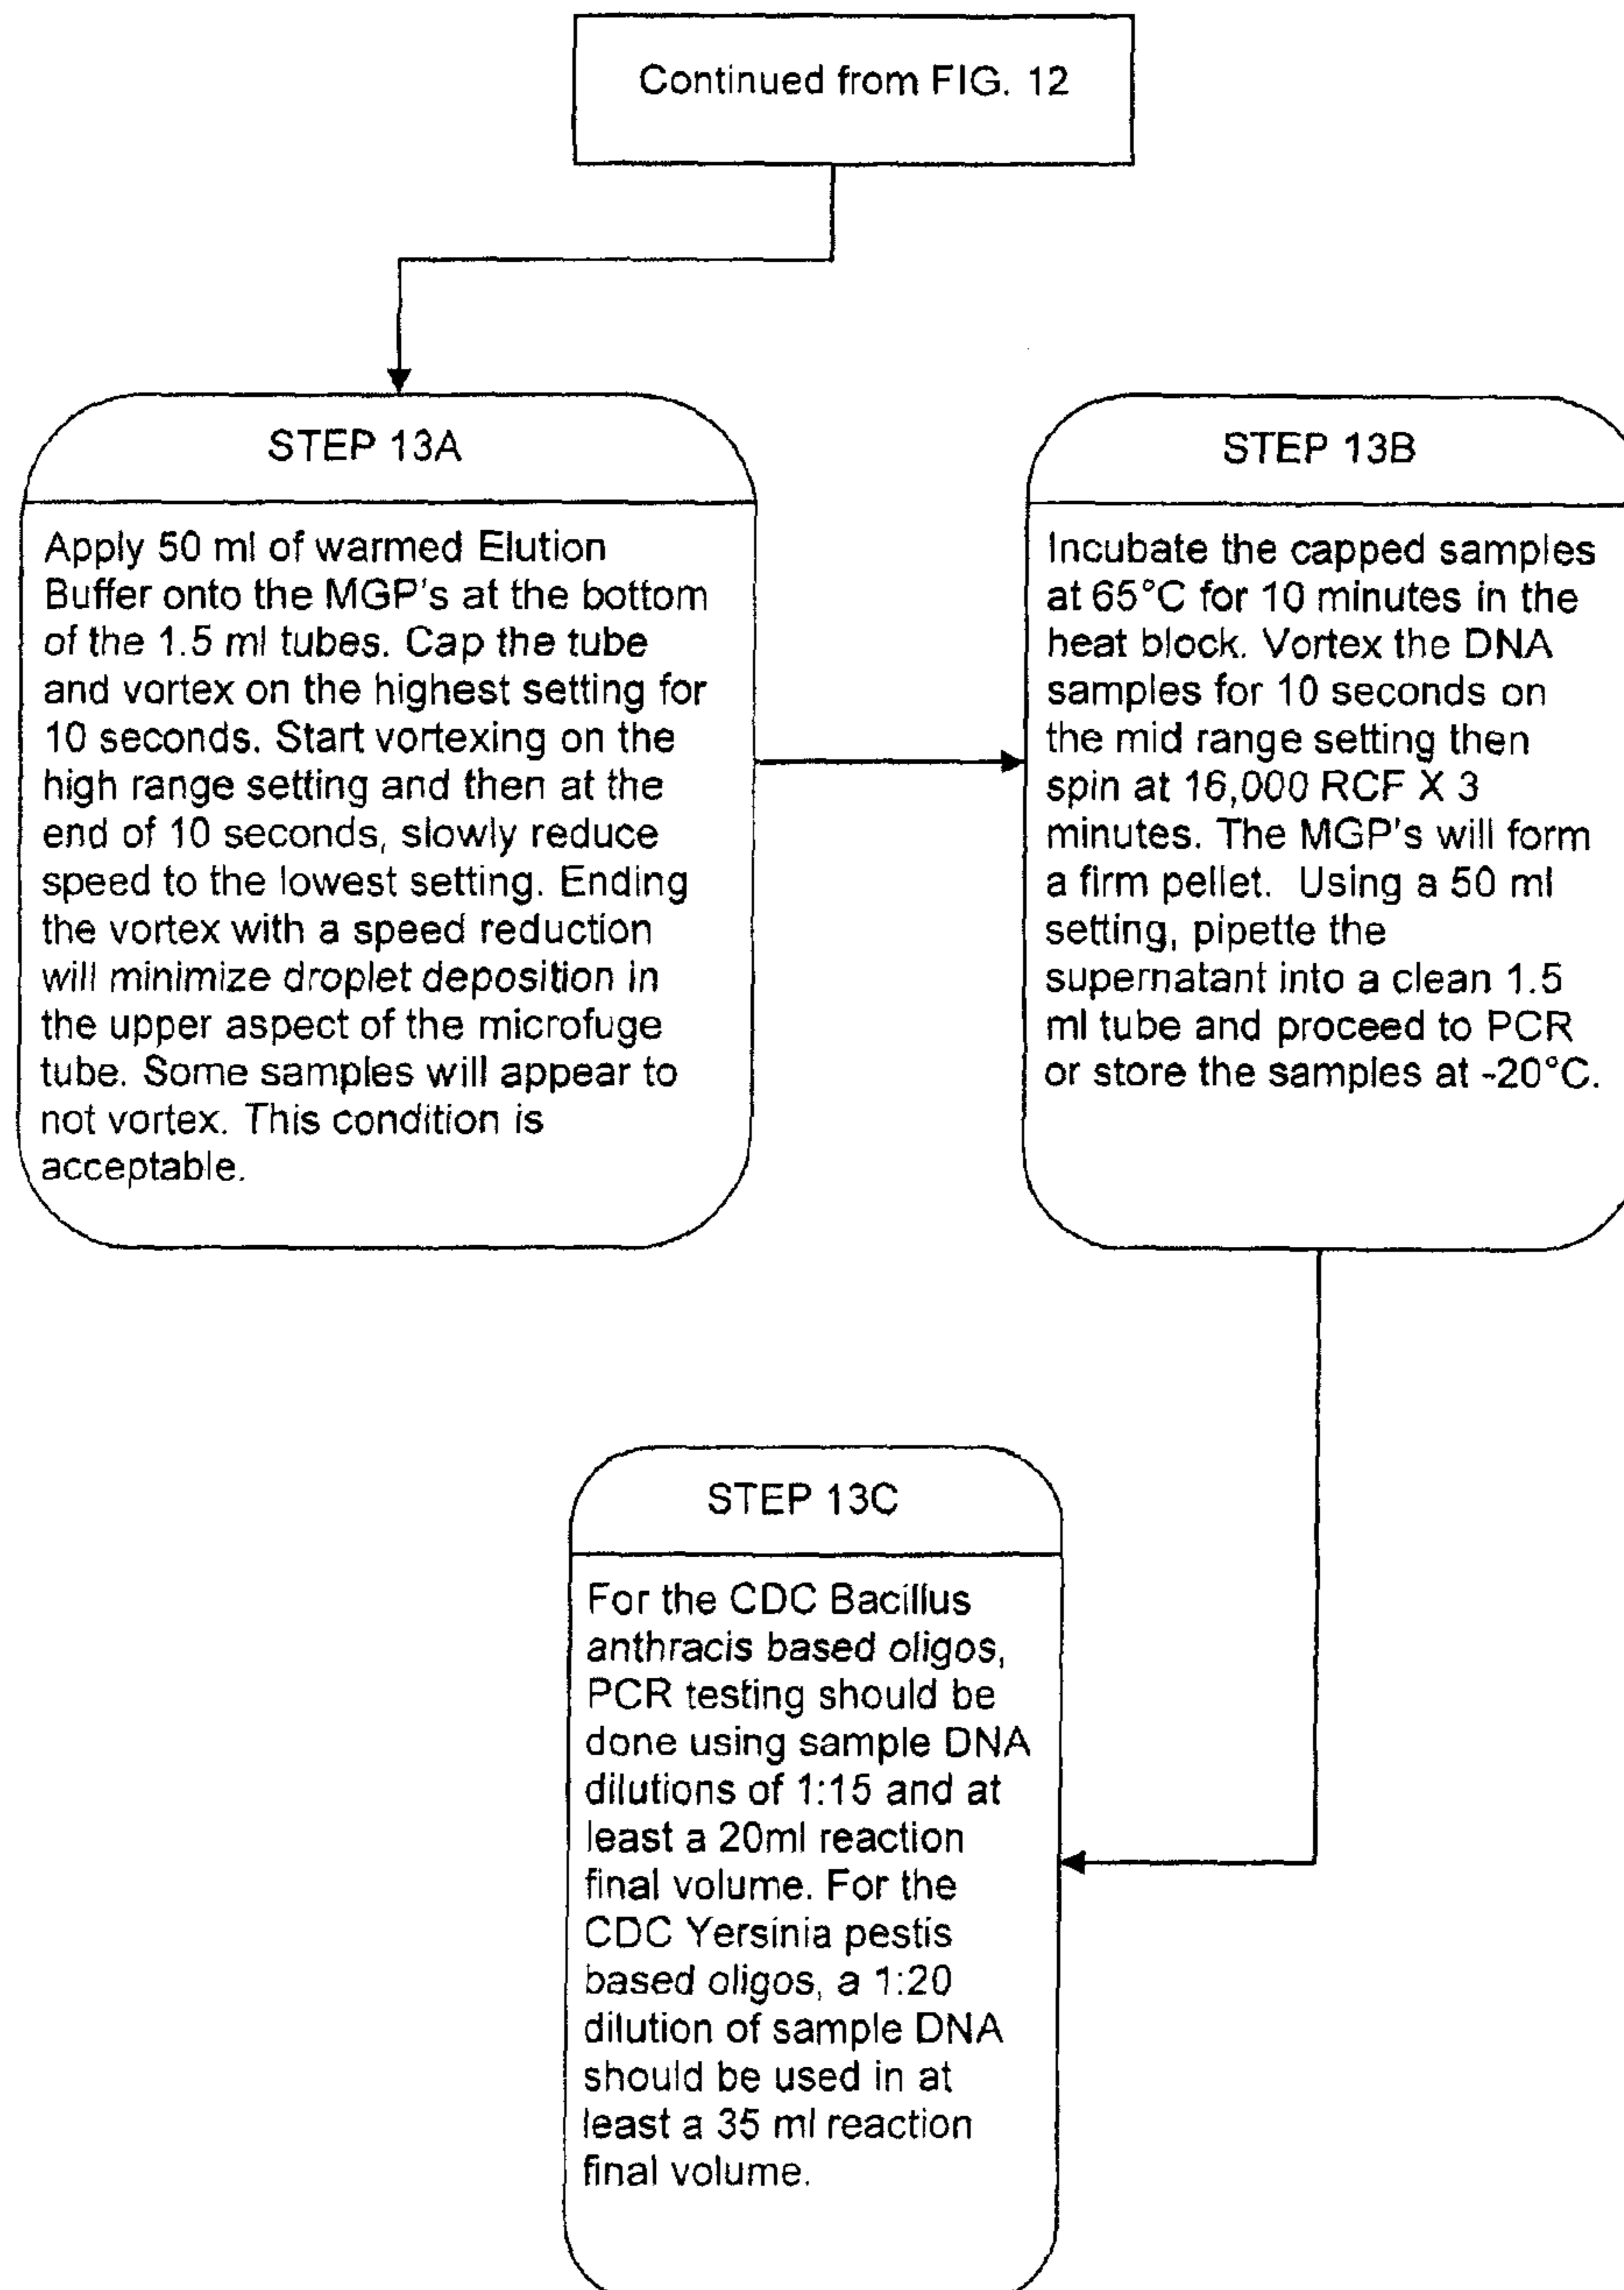 Continued from FIG. 12
STEP 13A
Apply 50 ml of warmed Elution
Buffer onto the MGP's at the bottom
of the 1.5 ml tubes. Cap the tube
and vortex on the highest setting for
10 seconds. Start vortexing on the
high range setting and then at the
end of 10 seconds, slowly reduce
speed to the lowest setting. Ending
the vortex with a speed reduction
will minimize droplet deposition in
the upper aspect of the microfuge
tube. Some samples will appear to
not vortex. This condition is
acceptable.
STEP 13B
Incubate the capped samples
at 65°C for 10 minutes in the
heat block. Vortex the DNA
samples for 10 seconds on
the mid range setting then
spin at 16,000 RCF X 3
minutes. The MGP's will form
a firm pellet. Using a 50 ml
setting, pipette the
supernatant into a clean 1.5
ml tube and proceed to PCR
or store the samples at -20°C.
STEP 13C
For the CDC Bacillus
anthracis based oligos,
PCR testing should be
done using sample DNA
dilutions of 1:15 and at
least a 20ml reaction
final volume. For the
CDC Yersinia pestis
based oligos, a 1:20
dilution of sample DNA
should be used in at
least a 35 ml reaction
final volume.